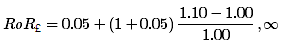 RoR£ = 0.05 + (1 + 0.05) (1.10 − 1.00)/1.00 , ∞